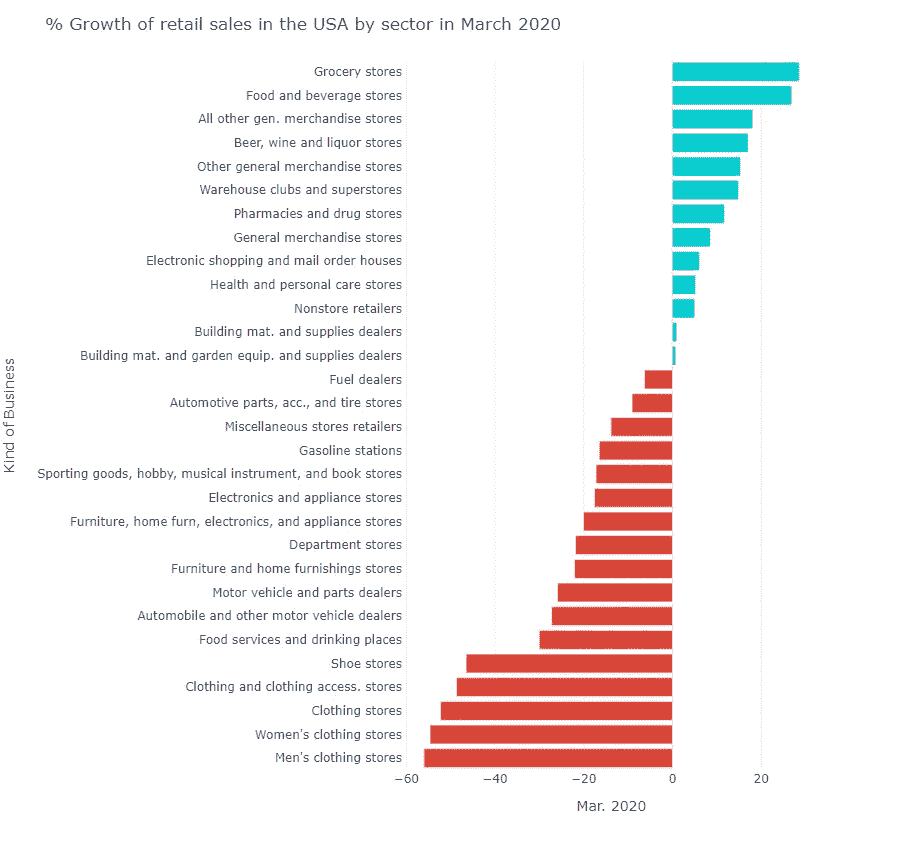 % Growth of retail sales in the USA by sector in March 2020
Grocery stores
Food and beverage stores
All other gen. merchandise stores
Beer, wine and liquor stores
Other general merchandise stores
Warehouse clubs and superstores
Pharmacies and drug stores
General merchandise stores
Electronic shopping and mail order houses
Health and personal care stores
Nonstore retailers
Building mat. and supplies dealers
Building mat. and garden equip. and supplies dealers
Fuel dealers
Automotive parts, acc., and tire stores
Miscellaneous stores retailers
Gasoline stations
Sporting goods, hobby, musical instrument, and book stores
Electronics and appliance stores
Furniture, home furn, electronics, and appliance stores
Department stores
Furniture and home furnishings stores
Motor vehicle and parts dealers
Automobile and other motor vehicle dealers
Food services and drinking places
Shoe stores
Clothing and clothing access. stores
Clothing stores
Women's clothing stores
Men's clothing stores
Kind of Business
−60 −40 −20 0 20
Mar. 2020